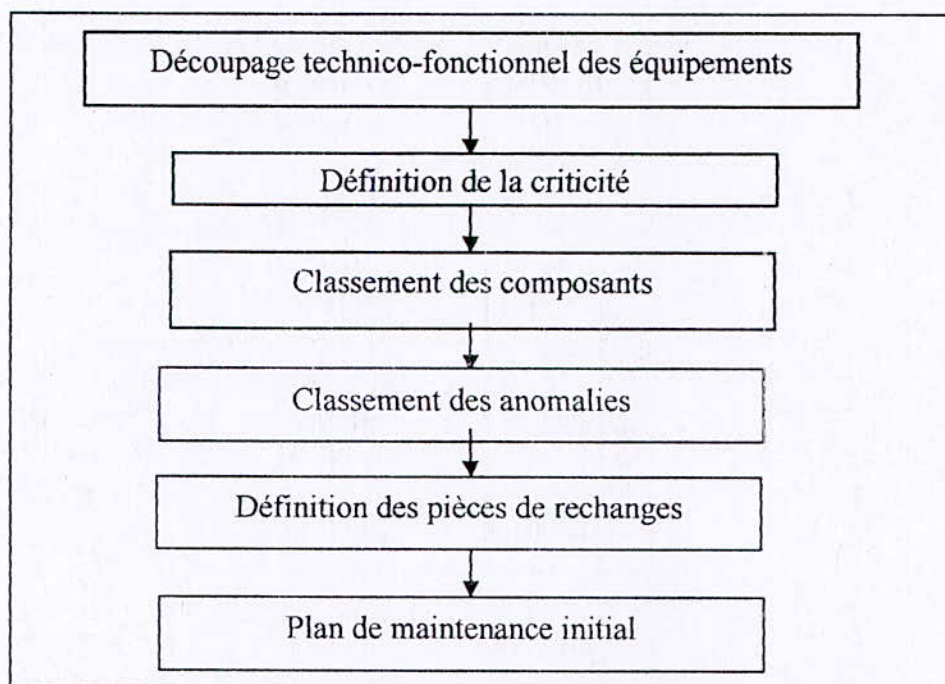 Découpage technico-fonctionnel des équipements
Définition de la criticité
Classement des composants
Classement des anomalies
Définition des pièces de rechanges
Plan de maintenance initial